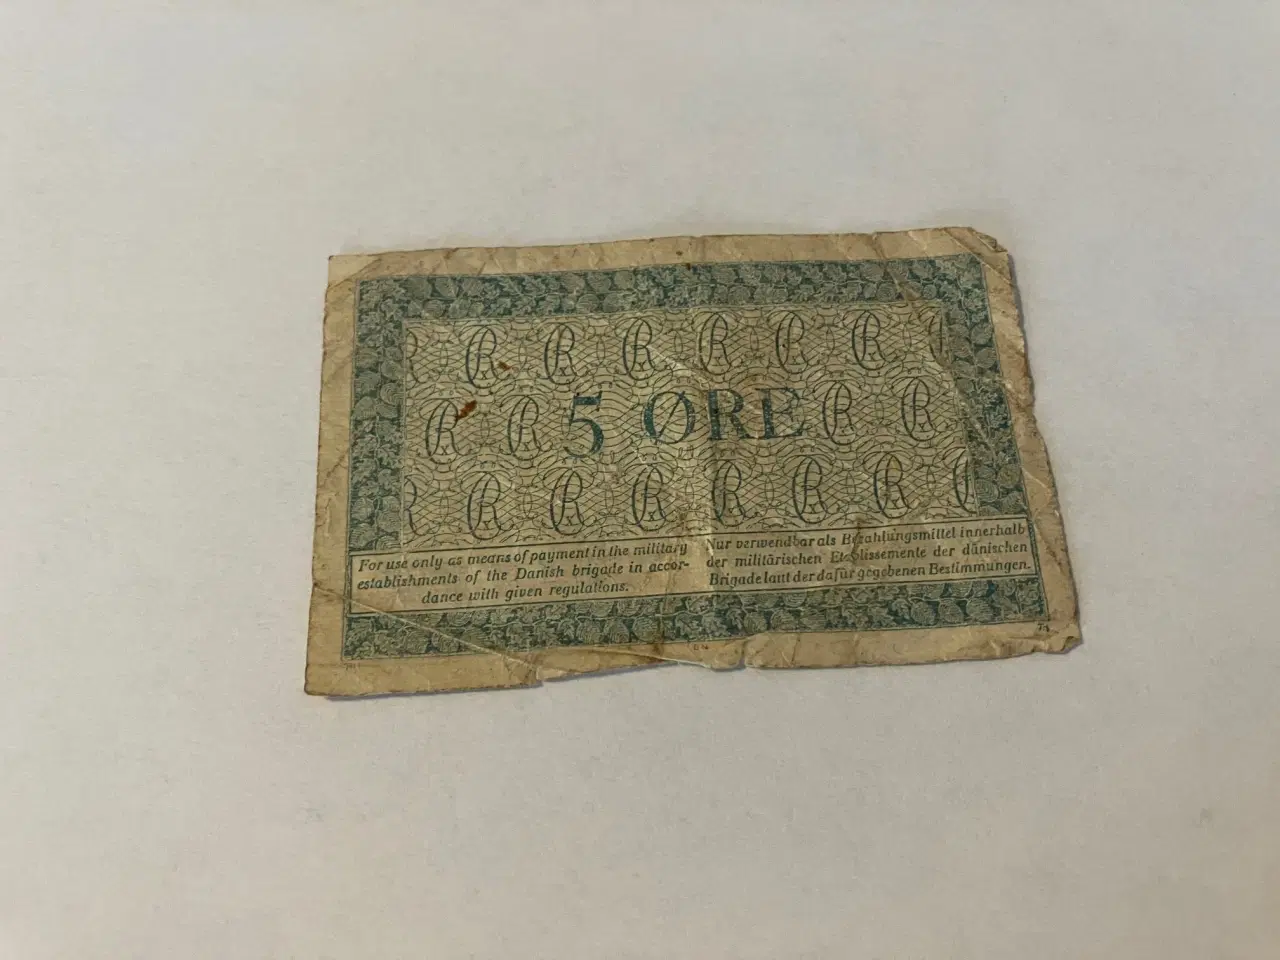 5 ØRE
For use only as means of payment in the military
establishments of the Danish brigade in accor-
dance with given regulations.
Nur verwendbar als Bezahlungsmittel innerhalb
der militärischen Etablissemente der dänischen
Brigade laut der dafür gegebenen Bestimmungen.